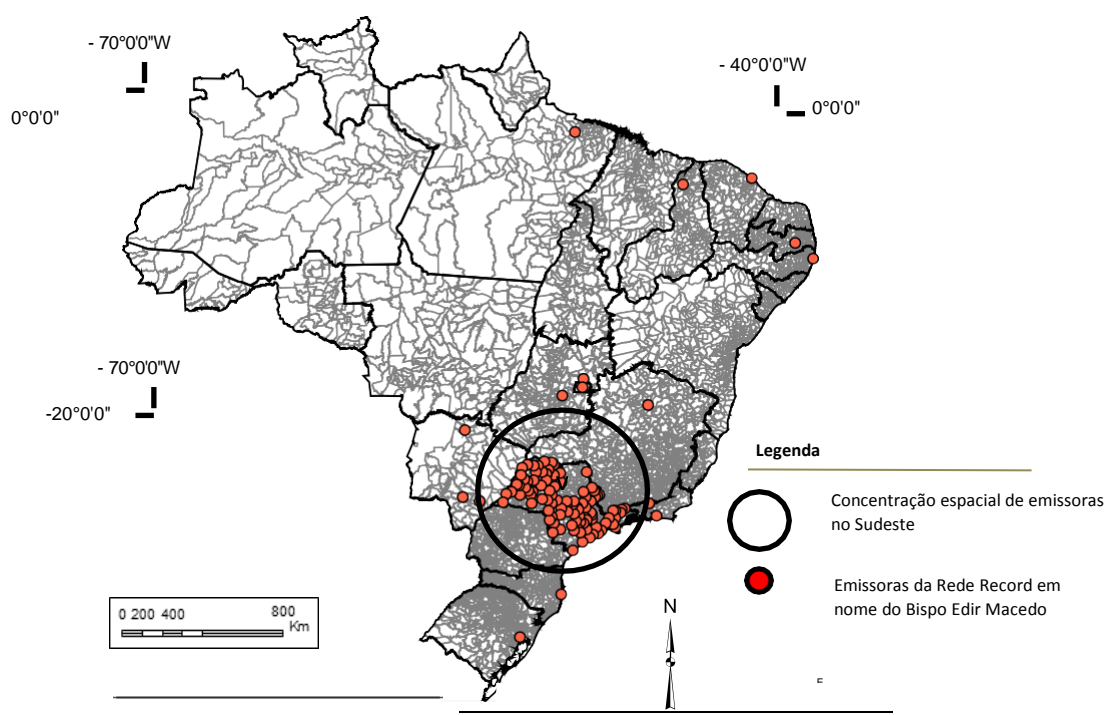 - 70°0'0"W
- 40°0'0"W
0°0'0"
0°0'0"
- 70°0'0"W
-20°0'0"
Legenda
Concentração espacial de emissoras
no Sudeste
Emissoras da Rede Record em
nome do Bispo Edir Macedo
0 200 400 800
Km
N